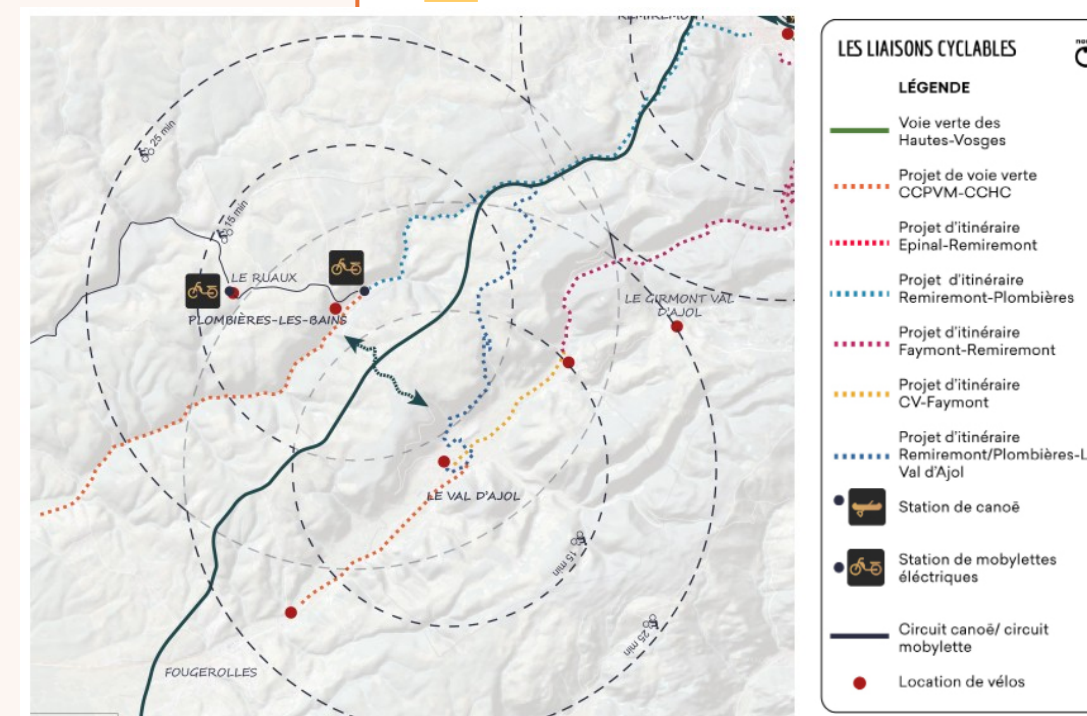 REMIREMONT
25 min
15 min
LE RUAUX
PLOMBIÈRES-LES-BAINS
LE GIRMONT VAL
D'AJOL
LE VAL D'AJOL
15 min
25 min
FOUGEROLLES
LES LIAISONS CYCLABLES
LÉGENDE
Voie verte des
Hautes-Vosges
Projet de voie verte
CCPVM-CCHC
Projet d'itinéraire
Epinal-Remiremont
Projet d'itinéraire
Remiremont-Plombières
Projet d'itinéraire
Faymont-Remiremont
Projet d'itinéraire
CV-Faymont
Projet d'itinéraire
Remiremont/Plombières-L
Val d'Ajol
Station de canoë
Station de mobylettes
éléctriques
Circuit canoë/ circuit
mobylette
Location de vélos